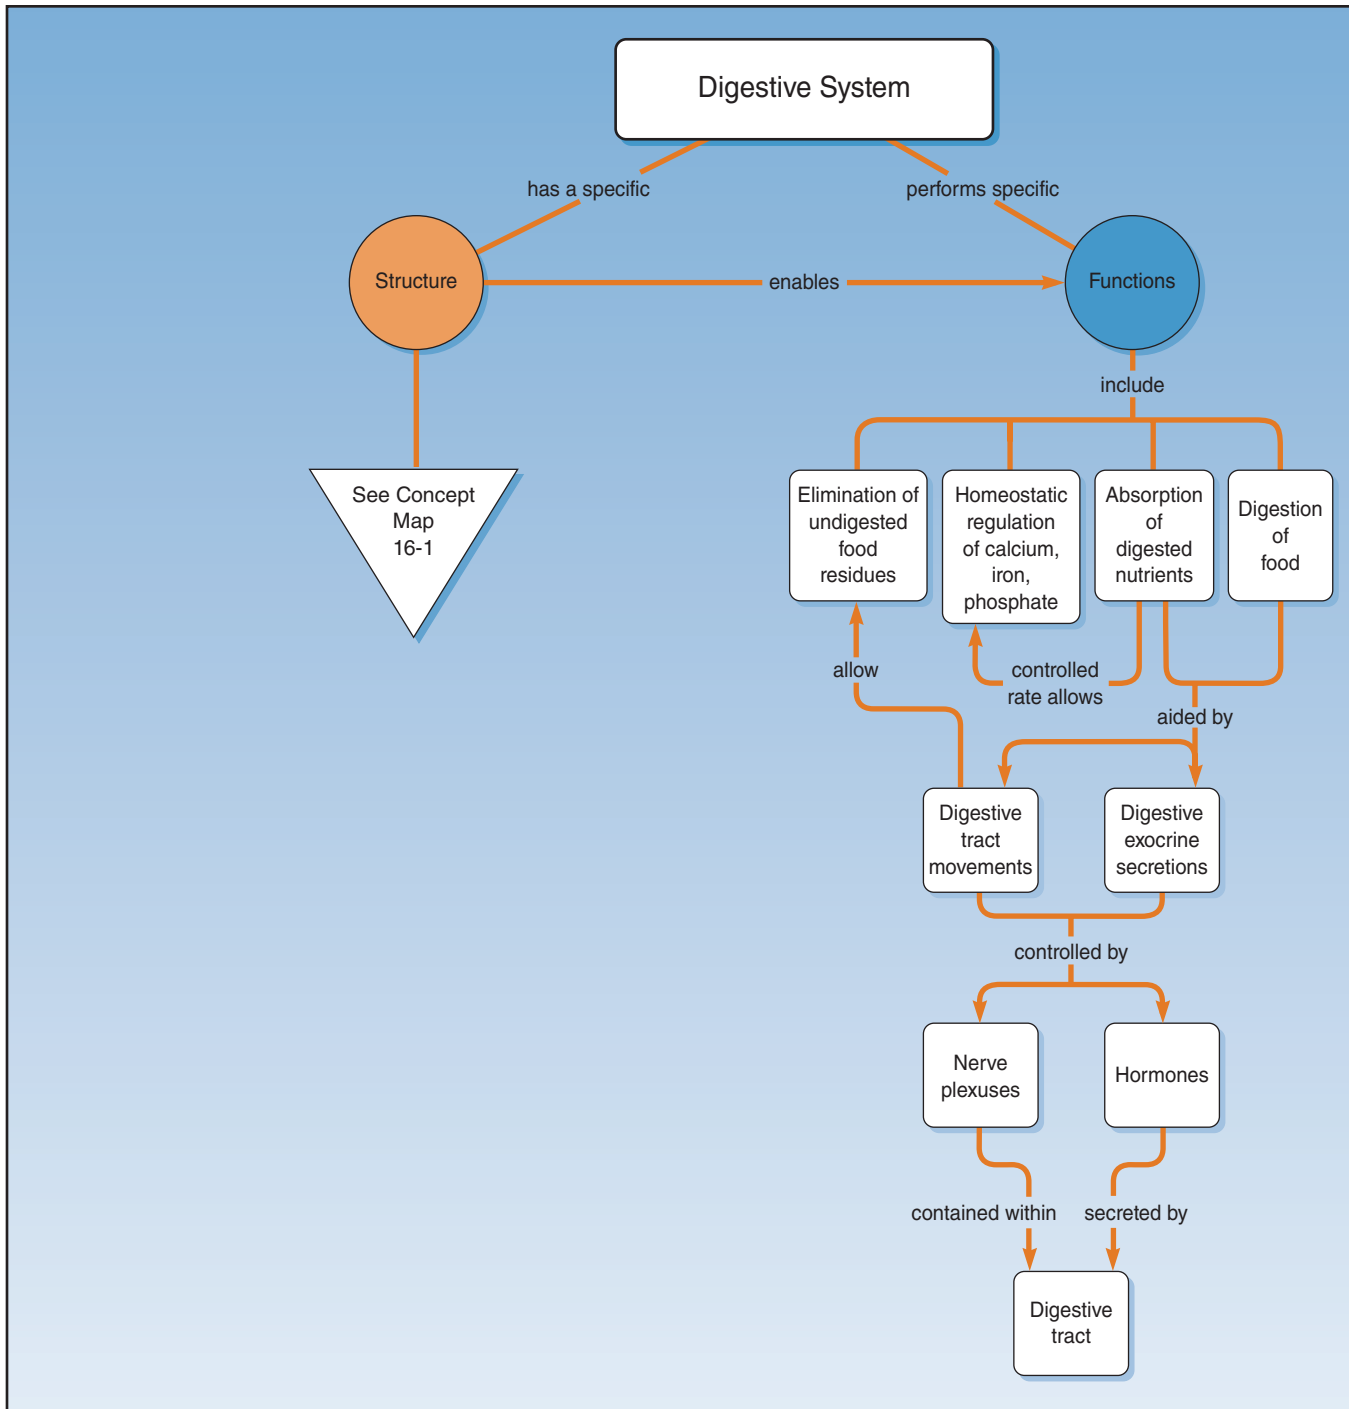 Digestive System
has a specific
performs specific
Structure
enables
Functions
include
See Concept
Map
16-1
Elimination of
undigested
food
residues
Homeostatic
regulation
of calcium,
iron,
phosphate
Absorption
of
digested
nutrients
Digestion
of
food
allow
controlled
rate allows
aided by
Digestive
tract
movements
Digestive
exocrine
secretions
controlled by
Nerve
plexuses
Hormones
contained within
secreted by
Digestive
tract